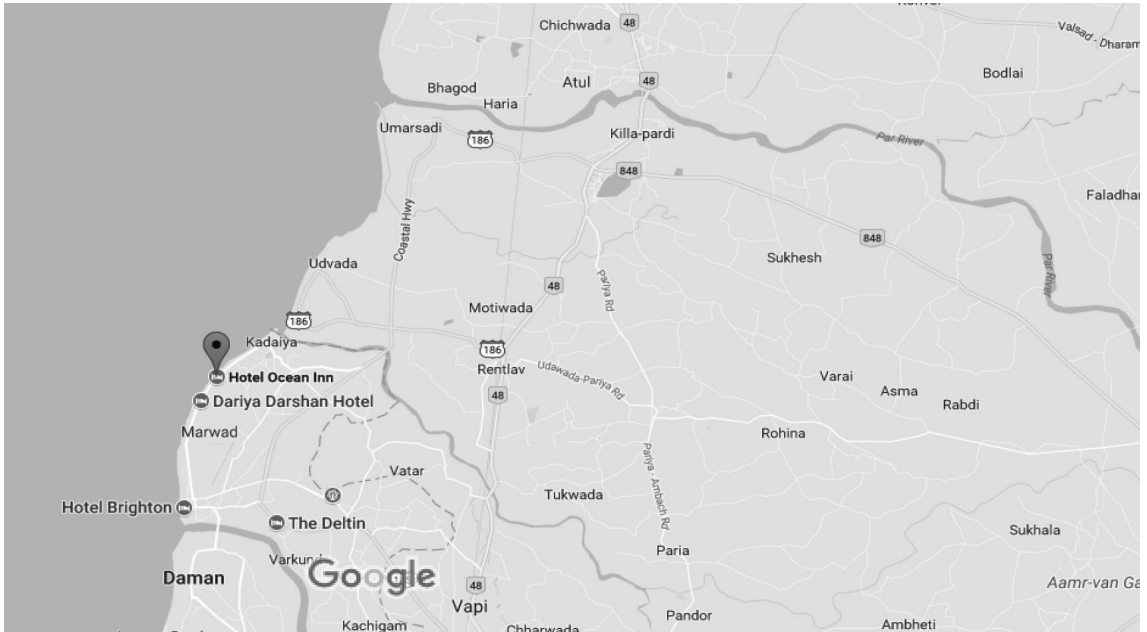 48
Chichwada
Valsad - Dharam
Bodlai
Atul
48
Bhagod
Haria
Umarsadi
186
Killa-pardi
Par River
848
Faladhar
Coastal Hwy
848
Sukhesh
Udvada
Par River
Pariya Rd
48
Motiwada
186
Kadaiya
186
Rentlav
Udawada-Pariya Rd
Hotel Ocean Inn
Varai
Asma
Rabdi
48
Dariya Darshan Hotel
Marwad
Rohina
Vatar
Pariya - Ambach Rd
Tukwada
Hotel Brighton
The Deltin
Sukhala
Paria
Varkund
Google
Daman
48
Aamr-van Ga
Vapi
Pandor
Kachigam
Chharwada
Ambheti